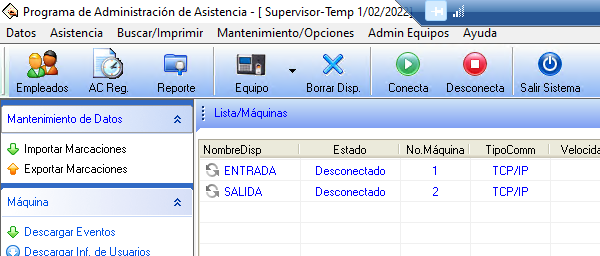 Programa de Administración de Asistencia - [ Supervisor-Temp 1/02/2022]
Datos Asistencia Buscar/Imprimir Mantenimiento/Opciones Admin Equipos Ayuda
Empleados AC Reg. Reporte Equipo Borrar Disp. Conecta Desconecta Salir Sistema
Mantenimiento de Datos
Importar Marcaciones
Exportar Marcaciones
Máquina
Descargar Eventos
Descargar Inf. de Usuarios
Lista/Máquinas
NombreDisp Estado No.Máquina TipoComm Velocida
ENTRADA Desconectado 1 TCP/IP
SALIDA Desconectado 2 TCP/IP